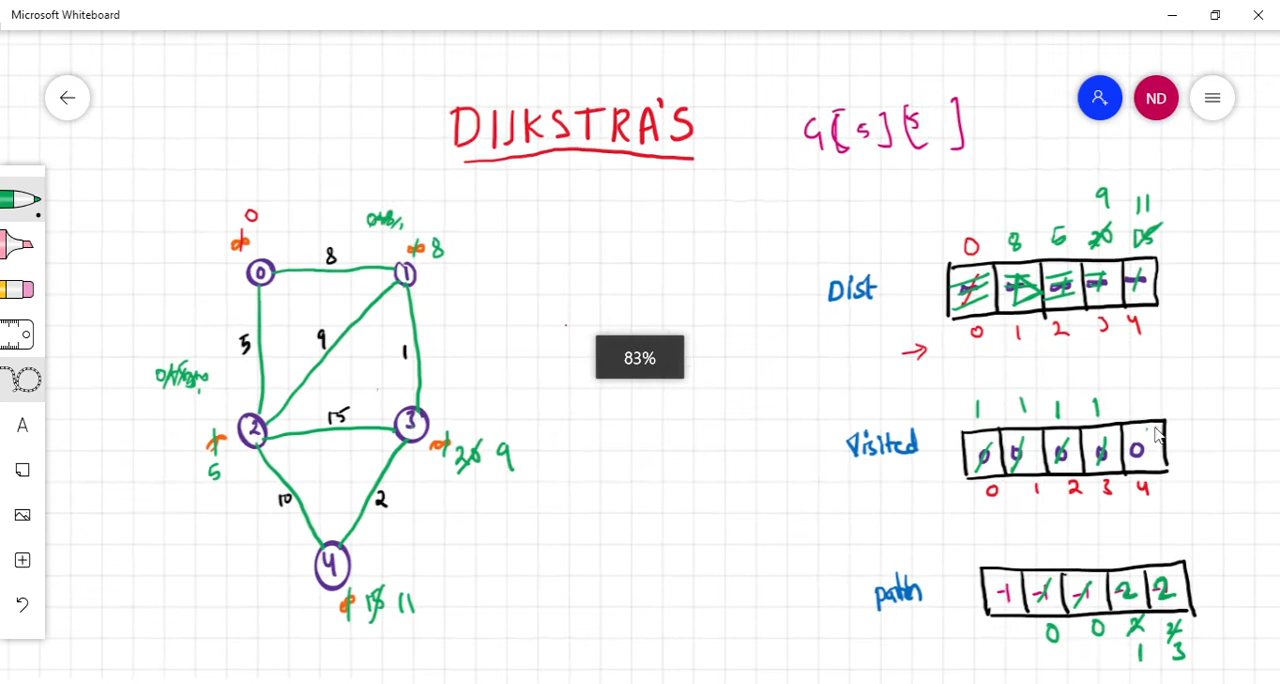 Microsoft Whiteboard
DIJKSTRA'S
G[5][5 ]
ND
0
8
8
0
1
5
9
1
15
2
3
5
20 9
10
2
4
15 11
83%
9 11
0 8 5 20 15
Dist
0 1 2 3 4
→
1 1 1 1
Visited
0 0 0 0 0
0 1 2 3 4
path
-1 -1 -1 2 2
0 0 2 4
1 3
A